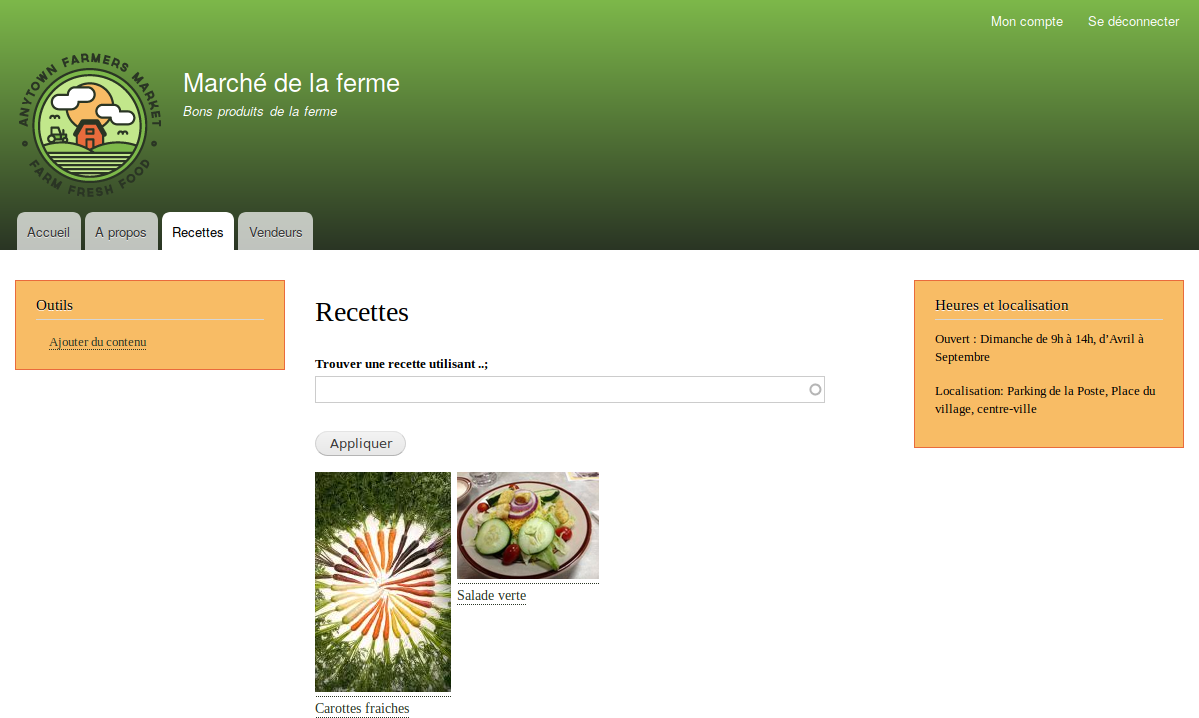 Mon compte
Se déconnecter
ANYTOWN FARMERS MARKET
FARM FRESH FOOD
Marché de la ferme
Bons produits de la ferme
Accueil
A propos
Recettes
Vendeurs
Outils
Ajouter du contenu
Recettes
Trouver une recette utilisant ..;
Appliquer
Carottes fraiches
Salade verte
Heures et localisation
Ouvert : Dimanche de 9h à 14h, d’Avril à
Septembre
Localisation: Parking de la Poste, Place du
village, centre-ville